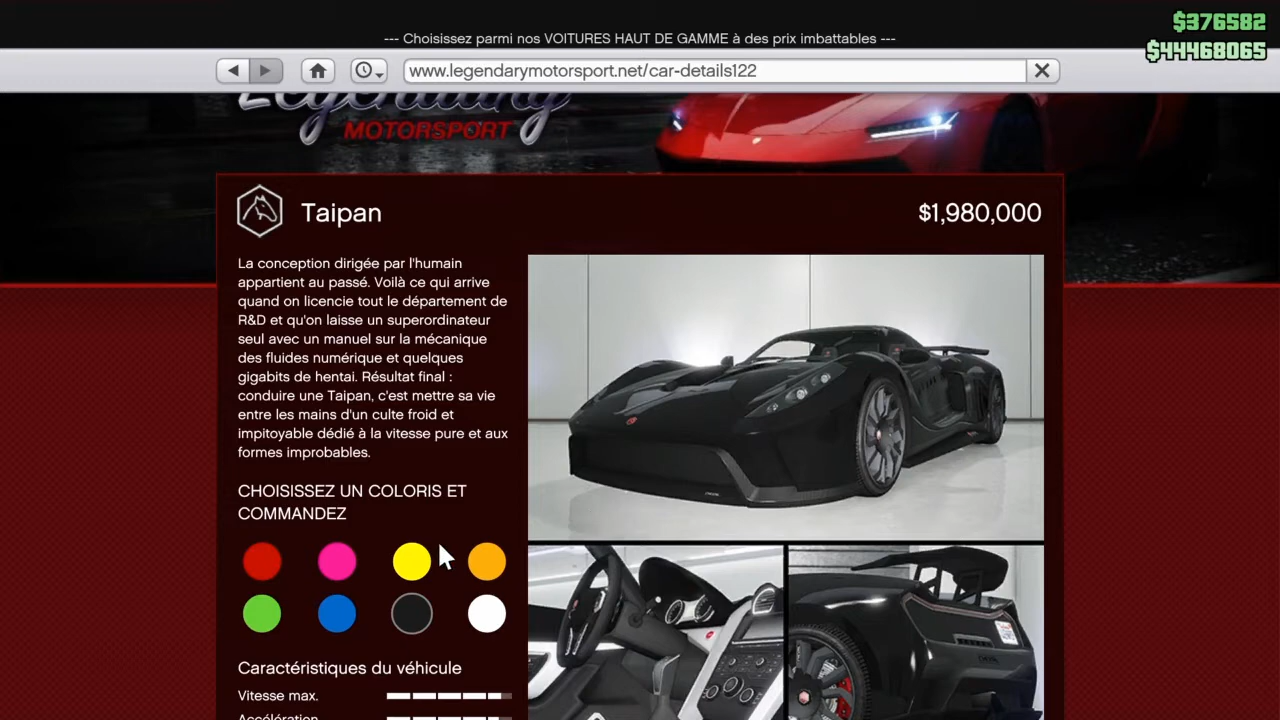 $376582
--- Choisissez parmi nos VOITURES HAUT DE GAMME à des prix imbattables ---
$44468065
www.legendarymotorsport.net/car-details122
Legendary
MOTORSPORT
Taipan
$1,980,000
La conception dirigée par l'humain
appartient au passé. Voilà ce qui arrive
quand on licencie tout le département de
R&D et qu'on laisse un superordinateur
seul avec un manuel sur la mécanique
des fluides numérique et quelques
gigabits de hentai. Résultat final :
conduire une Taipan, c'est mettre sa vie
entre les mains d'un culte froid et
impitoyable dédié à la vitesse pure et aux
formes improbables.
CHOISISSEZ UN COLORIS ET
COMMANDEZ
Caractéristiques du véhicule
Vitesse max.
Accélération